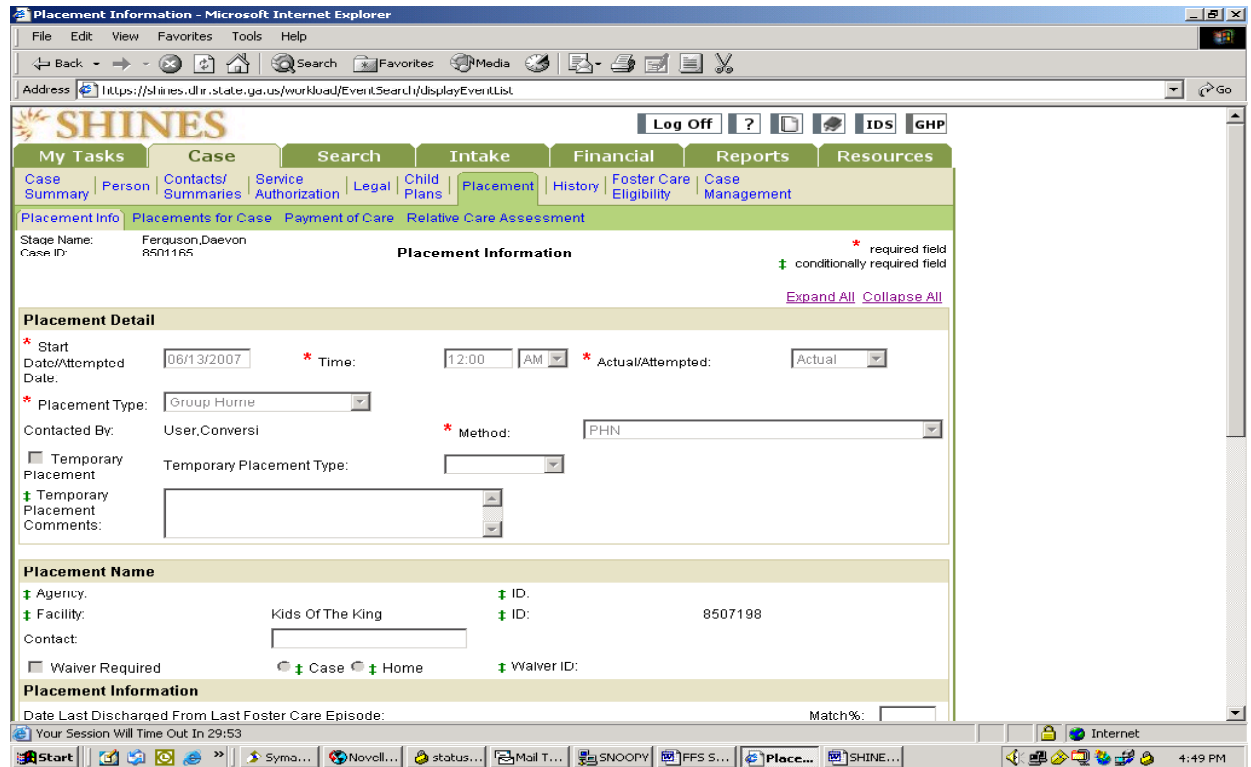 Placement Information - Microsoft Internet Explorer
File Edit View Favorites Tools Help
Back Search Favorites Media
Address https://shines.dhr.state.ga.us/workload/EventSearch/displayEventList Go
SHINES Log Off ? IDS GHP
My Tasks Case Search Intake Financial Reports Resources
Case Summary Person Contacts/ Summaries Service Authorization Legal Child Plans Placement History Foster Care Eligibility Case Management
Placement Info Placements for Case Payment of Care Relative Care Assessment
Stage Name: Ferguson,Daevon * required field
Case ID: 8501165 Placement Information ‡ conditionally required field
Expand All Collapse All
Placement Detail
* Start Date/Attempted Date: 06/13/2007 * Time: 12:00 AM * Actual/Attempted: Actual
* Placement Type: Group Home
Contacted By: User,Conversi * Method: PHN
Temporary Placement Temporary Placement Type:
‡ Temporary Placement Comments:
Placement Name
‡ Agency: ‡ ID:
‡ Facility: Kids Of The King ‡ ID: 8507198
Contact:
Waiver Required ‡ Case ‡ Home ‡ Waiver ID:
Placement Information
Date Last Discharged From Last Foster Care Episode: Match%:
Your Session Will Time Out In 29:53 Internet
Start » Syma... Novell... status... Mail T... SNOOPY FFS S... Place... SHINE... 4:49 PM